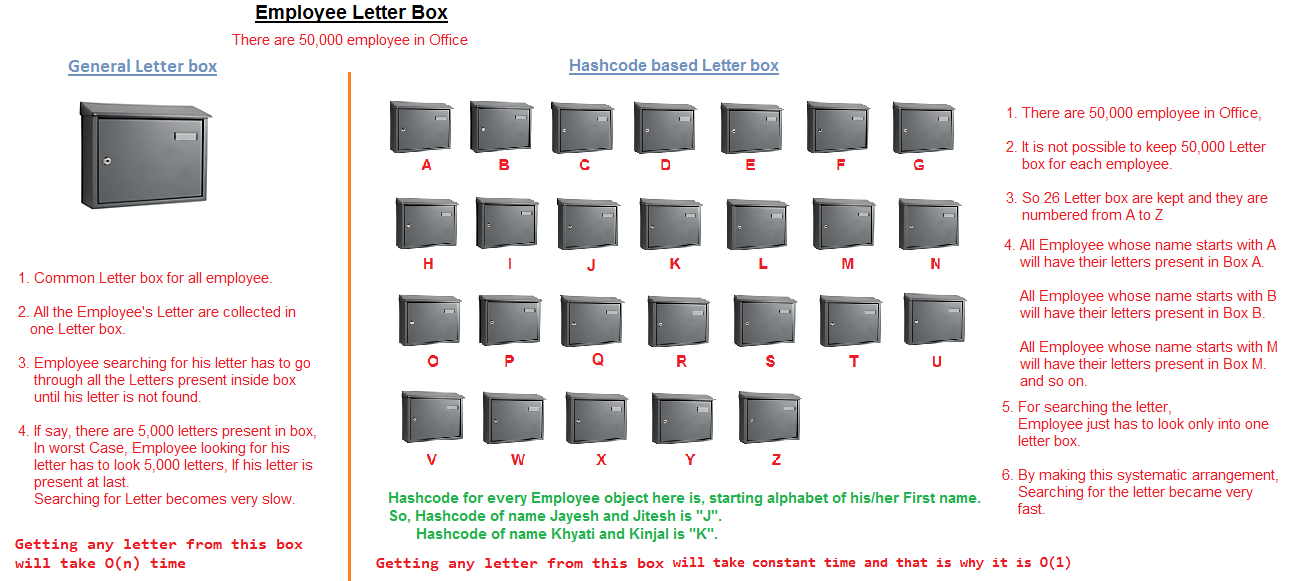 Employee Letter Box
There are 50,000 employee in Office
General Letter box
1. Common Letter box for all employee.
2. All the Employee's Letter are collected in
one Letter box.
3. Employee searching for his letter has to go
through all the Letters present inside box
until his letter is not found.
4. If say, there are 5,000 letters present in box,
In worst Case, Employee looking for his
letter has to look 5,000 letters, If his letter is
present at last.
Searching for Letter becomes very slow.
Getting any letter from this box
will take O(n) time
Hashcode based Letter box
A B C D E F G
H I J K L M N
O P Q R S T U
V W X Y Z
Hashcode for every Employee object here is, starting alphabet of his/her First name.
So, Hashcode of name Jayesh and Jitesh is "J".
Hashcode of name Khyati and Kinjal is "K".
Getting any letter from this box will take constant time and that is why it is O(1)
1. There are 50,000 employee in Office,
2. It is not possible to keep 50,000 Letter
box for each employee.
3. So 26 Letter box are kept and they are
numbered from A to Z
4. All Employee whose name starts with A
will have their letters present in Box A.
All Employee whose name starts with B
will have their letters present in Box B.
All Employee whose name starts with M
will have their letters present in Box M.
and so on.
5. For searching the letter,
Employee just has to look only into one
letter box.
6. By making this systematic arrangement,
Searching for the letter became very
fast.